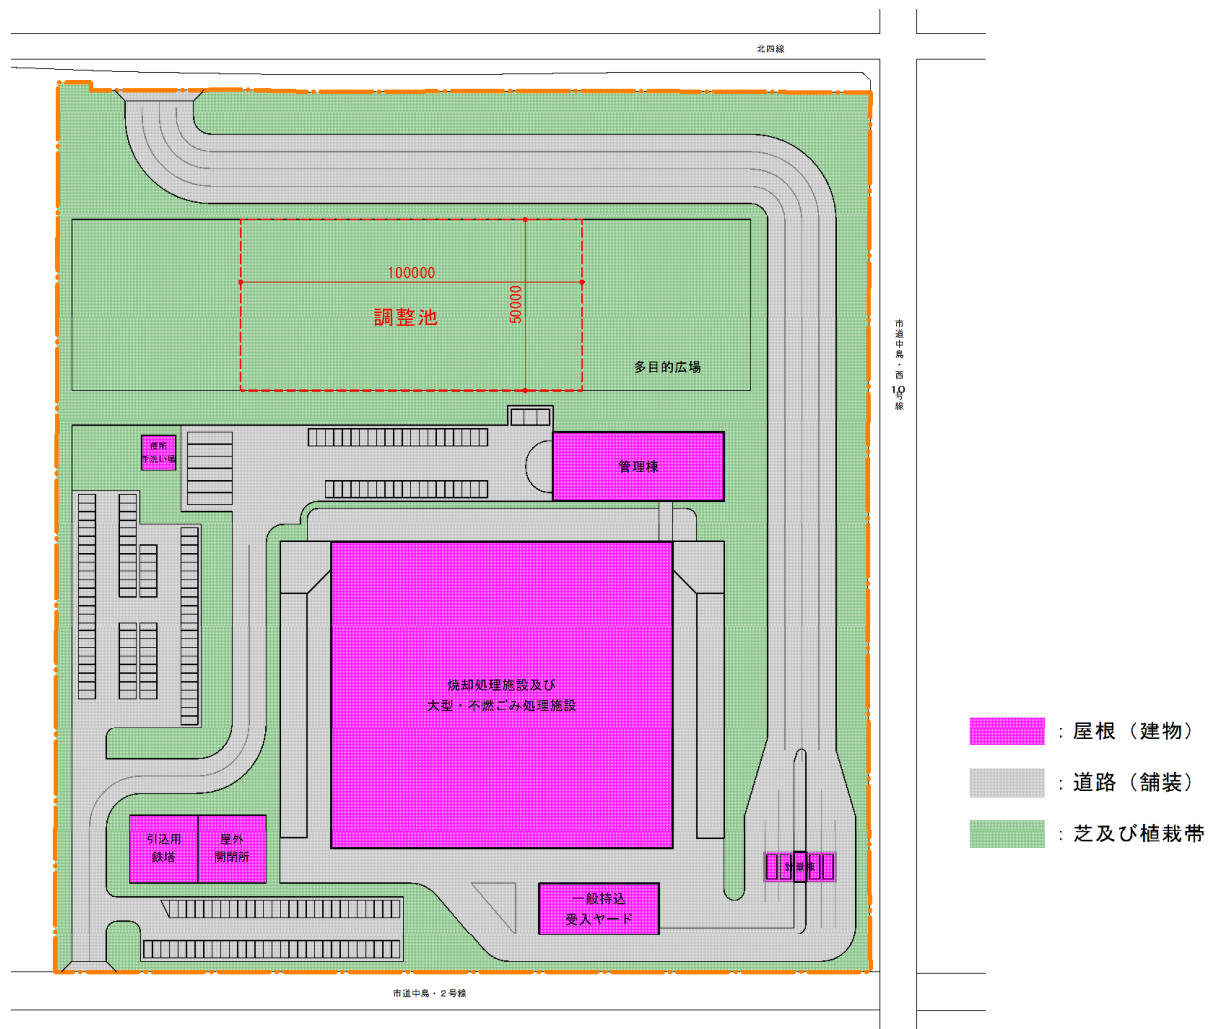 北四線
100000
50000
調整池
多目的広場
市道中島・西10号線
便所
手洗い場
管理棟
焼却処理施設及び
大型・不燃ごみ処理施設
引込用
鉄塔
屋外
開閉所
計量棟
一般持込
受入ヤード
市道中島・2号線
：屋根（建物）
：道路（舗装）
：芝及び植栽帯